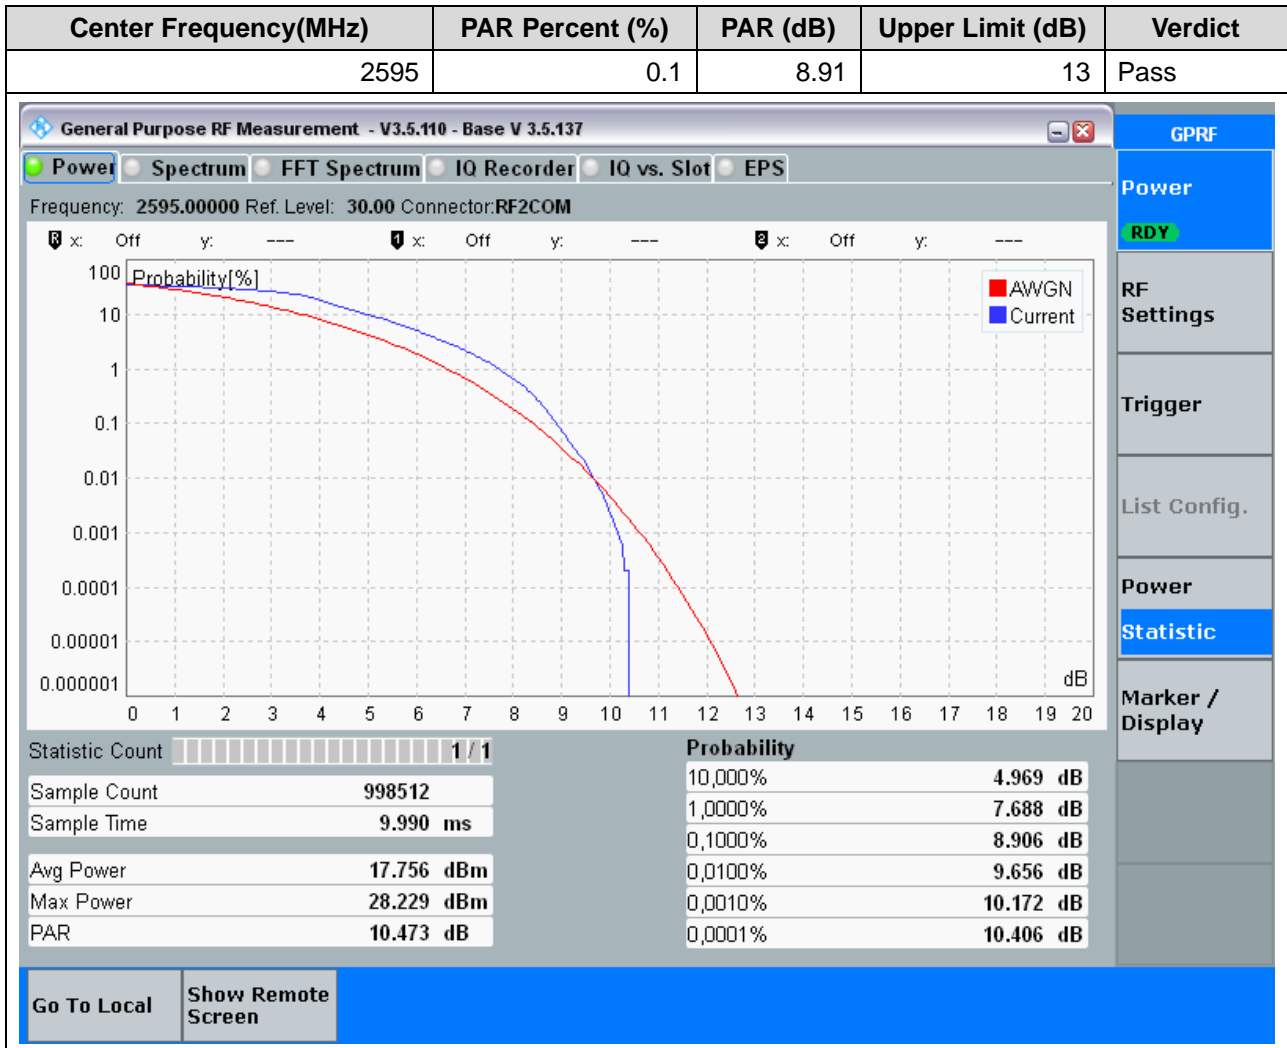 Center Frequency(MHz) PAR Percent (%) PAR (dB) Upper Limit (dB) Verdict
2595 0.1 8.91 13 Pass
General Purpose RF Measurement - V3.5.110 - Base V 3.5.137
GPRF
Power Spectrum FFT Spectrum IQ Recorder IQ vs. Slot EPS
Frequency: 2595.00000 Ref. Level: 30.00 Connector:RF2COM
R x: Off y: --- 1 x: Off y: --- 2 x: Off y: ---
Probability[%]
100
10
1
0.1
0.01
0.001
0.0001
0.00001
0.000001
AWGN
Current
dB
0 1 2 3 4 5 6 7 8 9 10 11 12 13 14 15 16 17 18 19 20
Statistic Count 1 / 1
Sample Count 998512
Sample Time 9.990 ms
Avg Power 17.756 dBm
Max Power 28.229 dBm
PAR 10.473 dB
Probability
10,000% 4.969 dB
1,0000% 7.688 dB
0,1000% 8.906 dB
0,0100% 9.656 dB
0,0010% 10.172 dB
0,0001% 10.406 dB
Power
RDY
RF
Settings
Trigger
List Config.
Power
Statistic
Marker /
Display
Go To Local
Show Remote
Screen